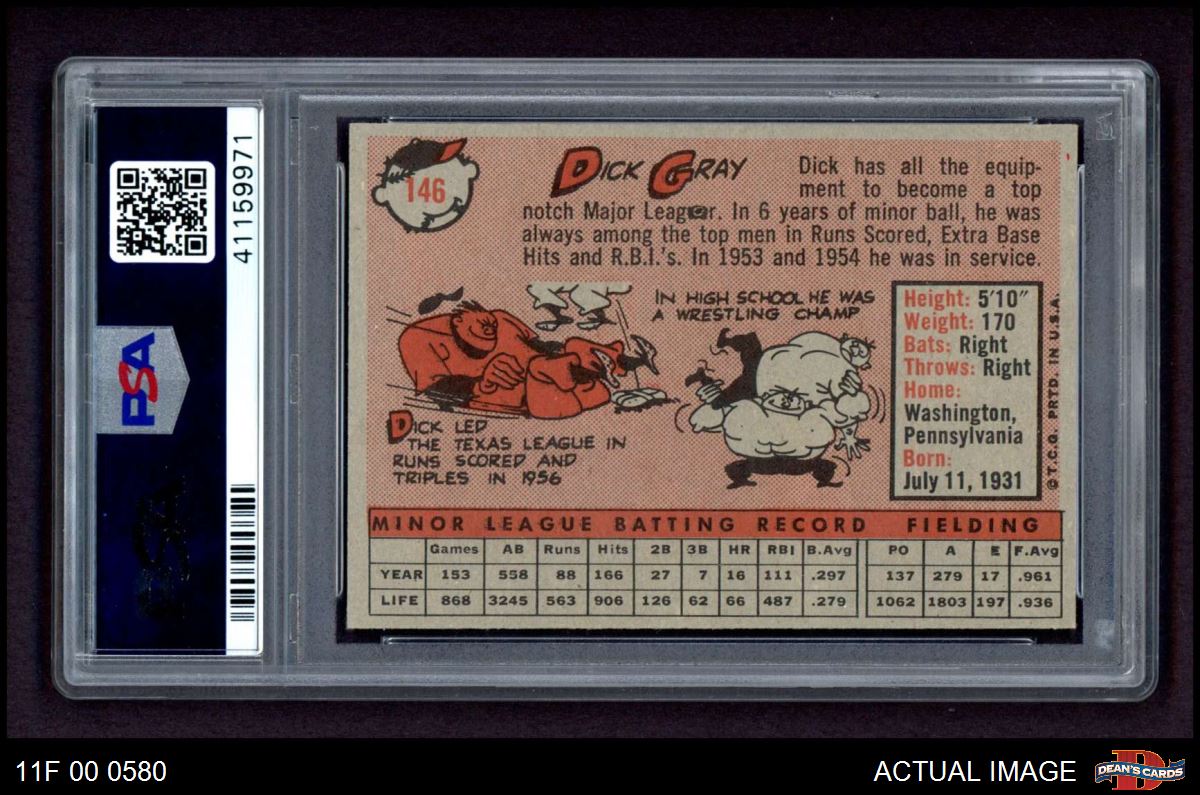 41159971
PSA
146
DICK GRAY
Dick has all the equip-
ment to become a top
notch Major Leaguer. In 6 years of minor ball, he was
always among the top men in Runs Scored, Extra Base
Hits and R.B.I.'s. In 1953 and 1954 he was in service.
DICK LED
THE TEXAS LEAGUE IN
RUNS SCORED AND
TRIPLES IN 1956
IN HIGH SCHOOL HE WAS
A WRESTLING CHAMP
Height: 5'10"
Weight: 170
Bats: Right
Throws: Right
Home:
Washington,
Pennsylvania
Born:
July 11, 1931
© T.C.G. PRTD. IN U.S.A.
MINOR LEAGUE BATTING RECORD FIELDING
Games AB Runs Hits 2B 3B HR RBI B.Avg PO A E F.Avg
YEAR 153 558 88 166 27 7 16 111 .297 137 279 17 .961
LIFE 868 3245 563 906 126 62 66 487 .279 1062 1803 197 .936
11F 00 0580
ACTUAL IMAGE
DEAN'S CARDS